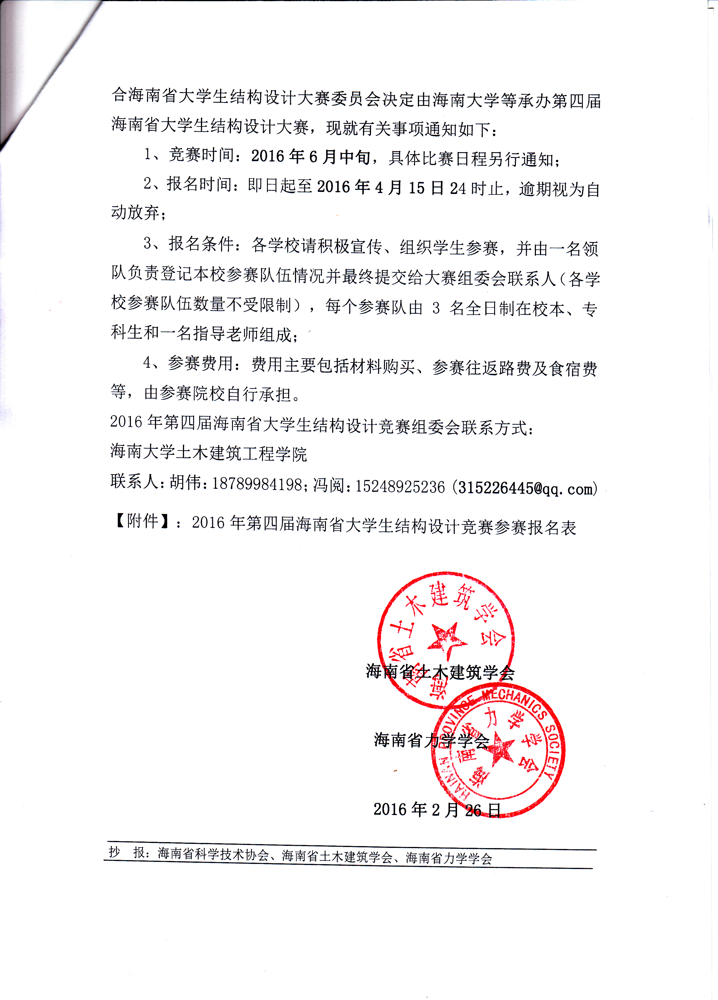 合海南省大学生结构设计大赛委员会决定由海南大学等承办第四届
海南省大学生结构设计大赛，现就有关事项通知如下：
1、竞赛时间：2016 年 6 月中旬，具体比赛日程另行通知；
2、报名时间：即日起至 2016 年 4 月 15 日 24 时止，逾期视为自
动放弃；
3、报名条件：各学校请积极宣传、组织学生参赛，并由一名领
队负责登记本校参赛队伍情况并最终提交给大赛组委会联系人（各学
校参赛队伍数量不受限制），每个参赛队由 3 名全日制在校本、专
科生和一名指导老师组成；
4、参赛费用：费用主要包括材料购买、参赛往返路费及食宿费
等，由参赛院校自行承担。
2016 年第四届海南省大学生结构设计竞赛组委会联系方式：
海南大学土木建筑工程学院
联系人：胡伟：18789984198；冯阅：15248925236（315226445@qq.com）
【附件】：2016 年第四届海南省大学生结构设计竞赛参赛报名表
海南省土木建筑学会
海南省土木建筑学会
HAINAN PROVINCE MECHANICS SOCIETY
海南省力学学会
海南省力学学会
2016 年 2 月 26 日
抄　报：海南省科学技术协会、海南省土木建筑学会、海南省力学学会